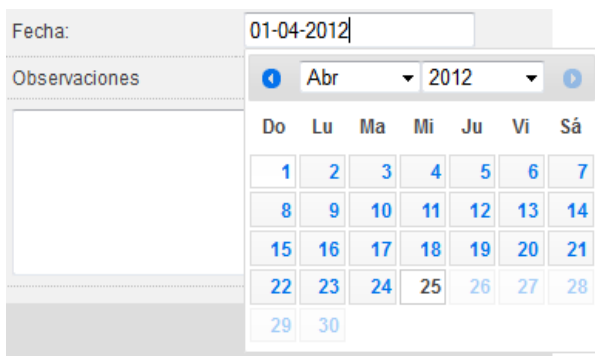 Fecha: 01-04-2012
Observaciones
Abr 2012
Do Lu Ma Mi Ju Vi Sá
1 2 3 4 5 6 7
8 9 10 11 12 13 14
15 16 17 18 19 20 21
22 23 24 25 26 27 28
29 30